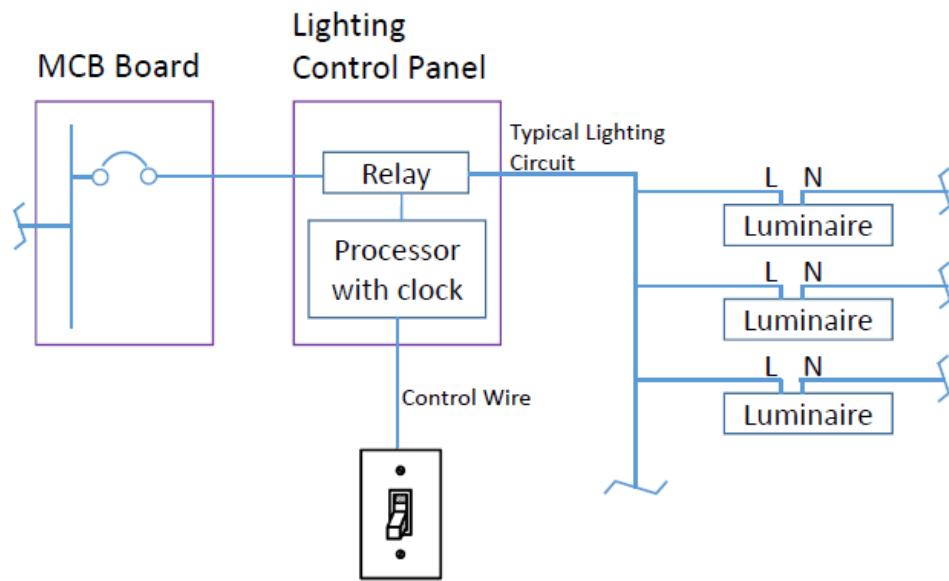 MCB Board
Lighting
Control Panel
Relay
Processor
with clock
Control Wire
Typical Lighting
Circuit
L N
Luminaire
L N
Luminaire
L N
Luminaire